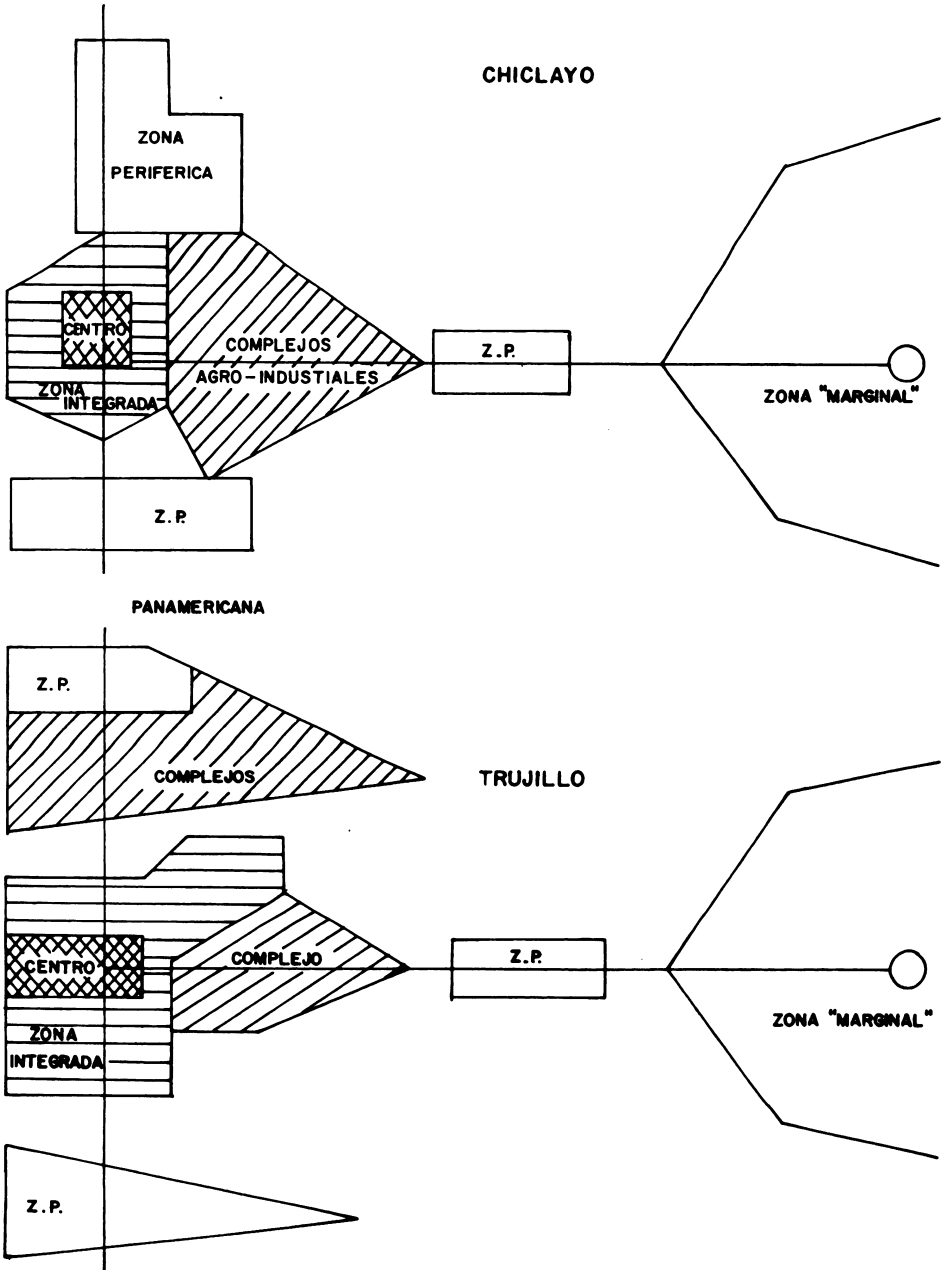 CHICLAYO
ZONA
PERIFERICA
CENTRO
COMPLEJOS
AGRO-INDUSTIALES
Z.P.
ZONA "MARGINAL"
ZONA
INTEGRADA
Z.P.
PANAMERICANA
Z.P.
COMPLEJOS
TRUJILLO
CENTRO
COMPLEJO
Z.P.
ZONA "MARGINAL"
ZONA
INTEGRADA
Z.P.